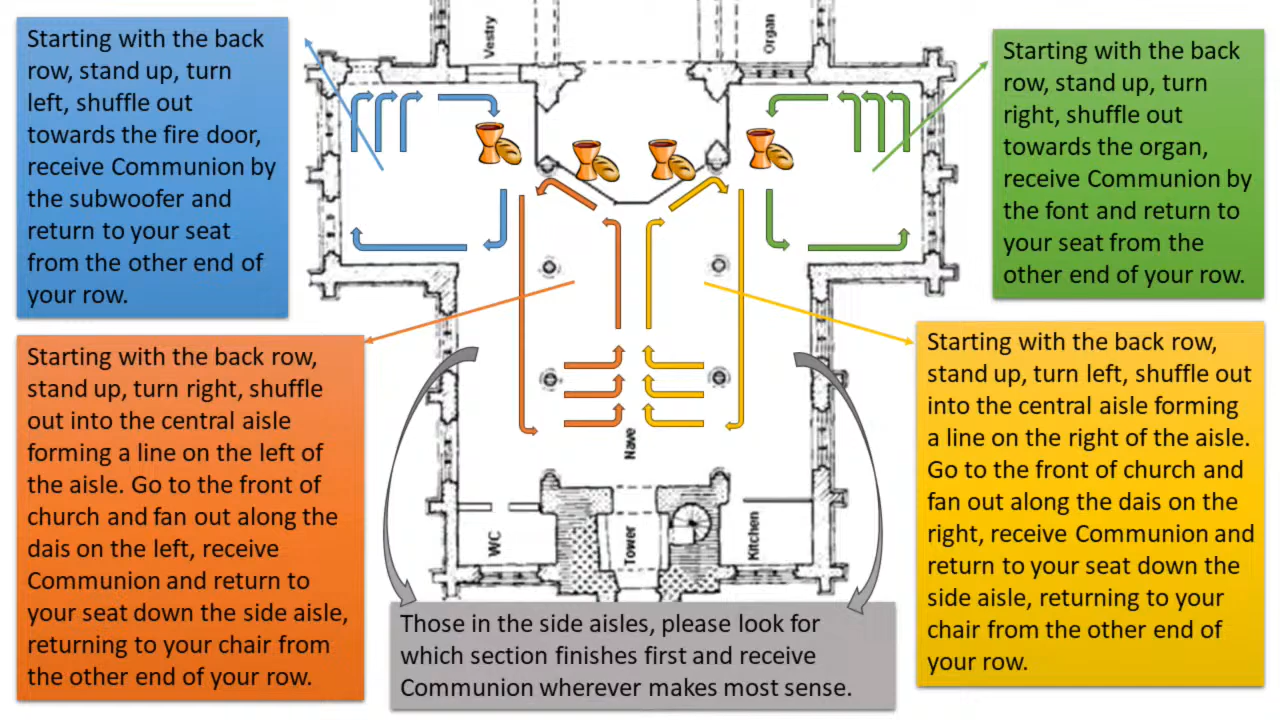 Starting with the back
row, stand up, turn
left, shuffle out
towards the fire door,
receive Communion by
the subwoofer and
return to your seat
from the other end of
your row.
Vestry
Organ
Starting with the back
row, stand up, turn
right, shuffle out
towards the organ,
receive Communion by
the font and return to
your seat from the
other end of your row.
Starting with the back row,
stand up, turn right, shuffle
out into the central aisle
forming a line on the left of
the aisle. Go to the front of
church and fan out along the
dais on the left, receive
Communion and return to
your seat down the side aisle,
returning to your chair from
the other end of your row.
Nave
WC
Tower
Kitchen
Starting with the back row,
stand up, turn left, shuffle out
into the central aisle forming
a line on the right of the aisle.
Go to the front of church and
fan out along the dais on the
right, receive Communion and
return to your seat down the
side aisle, returning to your
chair from the other end of
your row.
Those in the side aisles, please look for
which section finishes first and receive
Communion wherever makes most sense.